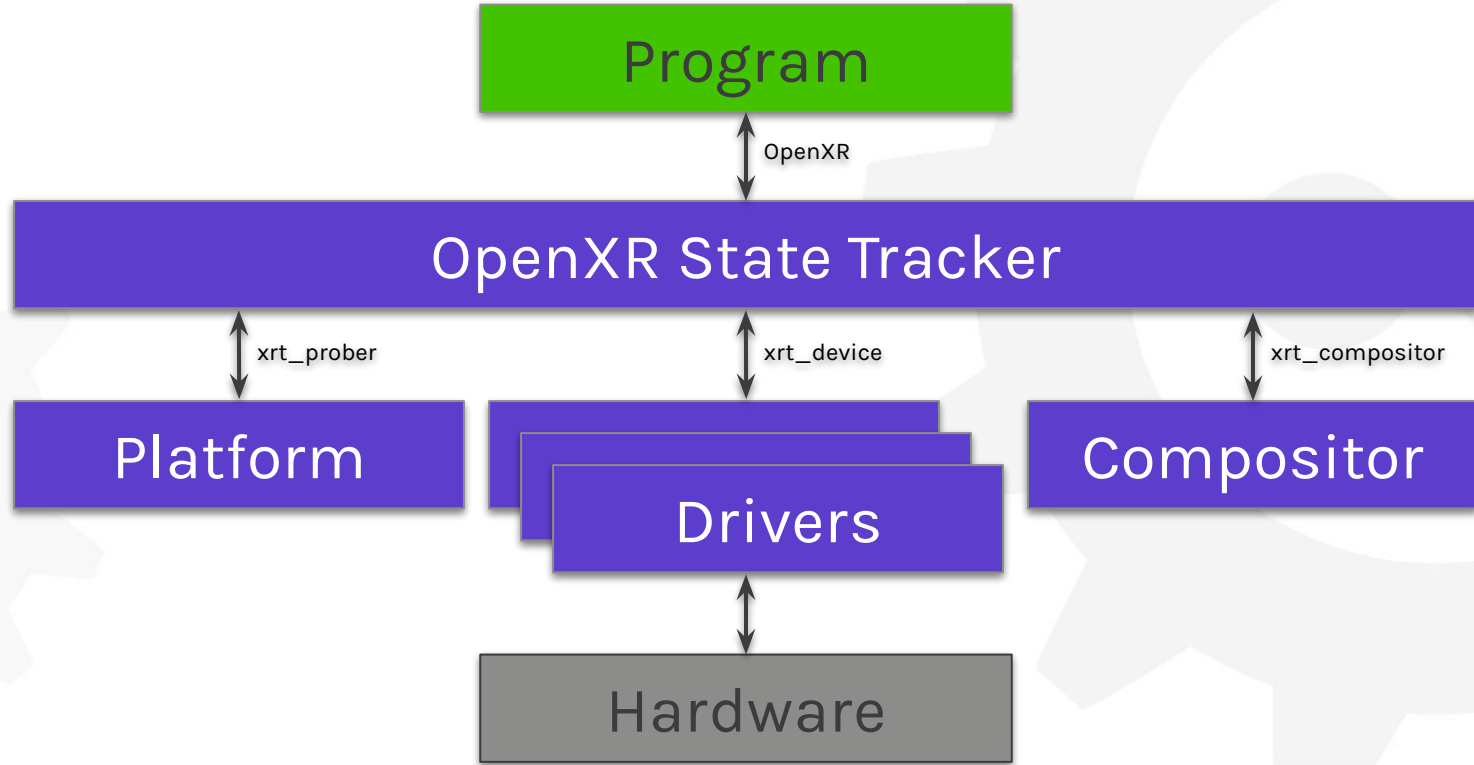 Program
OpenXR
OpenXR State Tracker
xrt_prober
xrt_device
xrt_compositor
Platform
Drivers
Compositor
Hardware